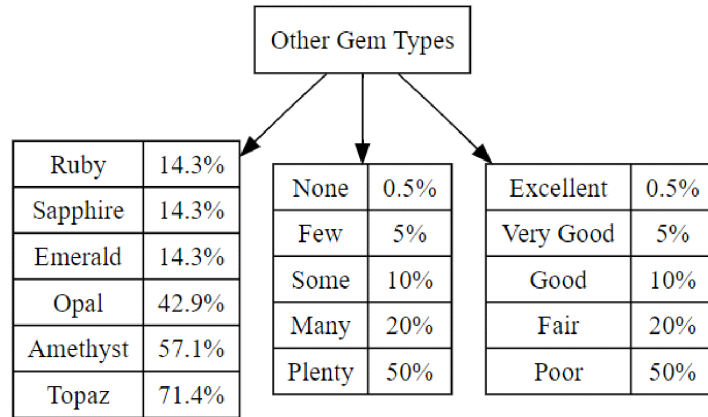 Other Gem Types
Ruby 14.3%
Sapphire 14.3%
Emerald 14.3%
Opal 42.9%
Amethyst 57.1%
Topaz 71.4%
None 0.5%
Few 5%
Some 10%
Many 20%
Plenty 50%
Excellent 0.5%
Very Good 5%
Good 10%
Fair 20%
Poor 50%